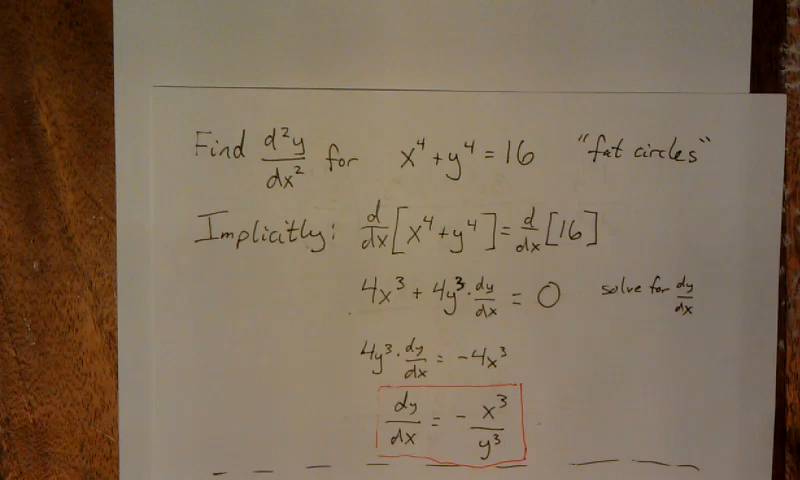 Find d²y/dx² for x⁴ + y⁴ = 16 "fat circles"
Implicitly: d/dx [x⁴ + y⁴] = d/dx [16]
4x³ + 4y³ · dy/dx = 0 solve for dy/dx
4y³ · dy/dx = -4x³
dy/dx = - x³/y³